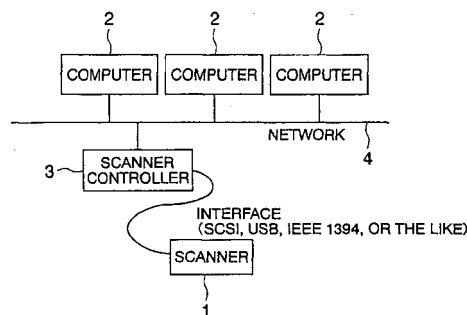 2 2 2
COMPUTER COMPUTER COMPUTER
NETWORK
4
3
SCANNER
CONTROLLER
INTERFACE
(SCSI, USB, IEEE 1394, OR THE LIKE)
SCANNER
1